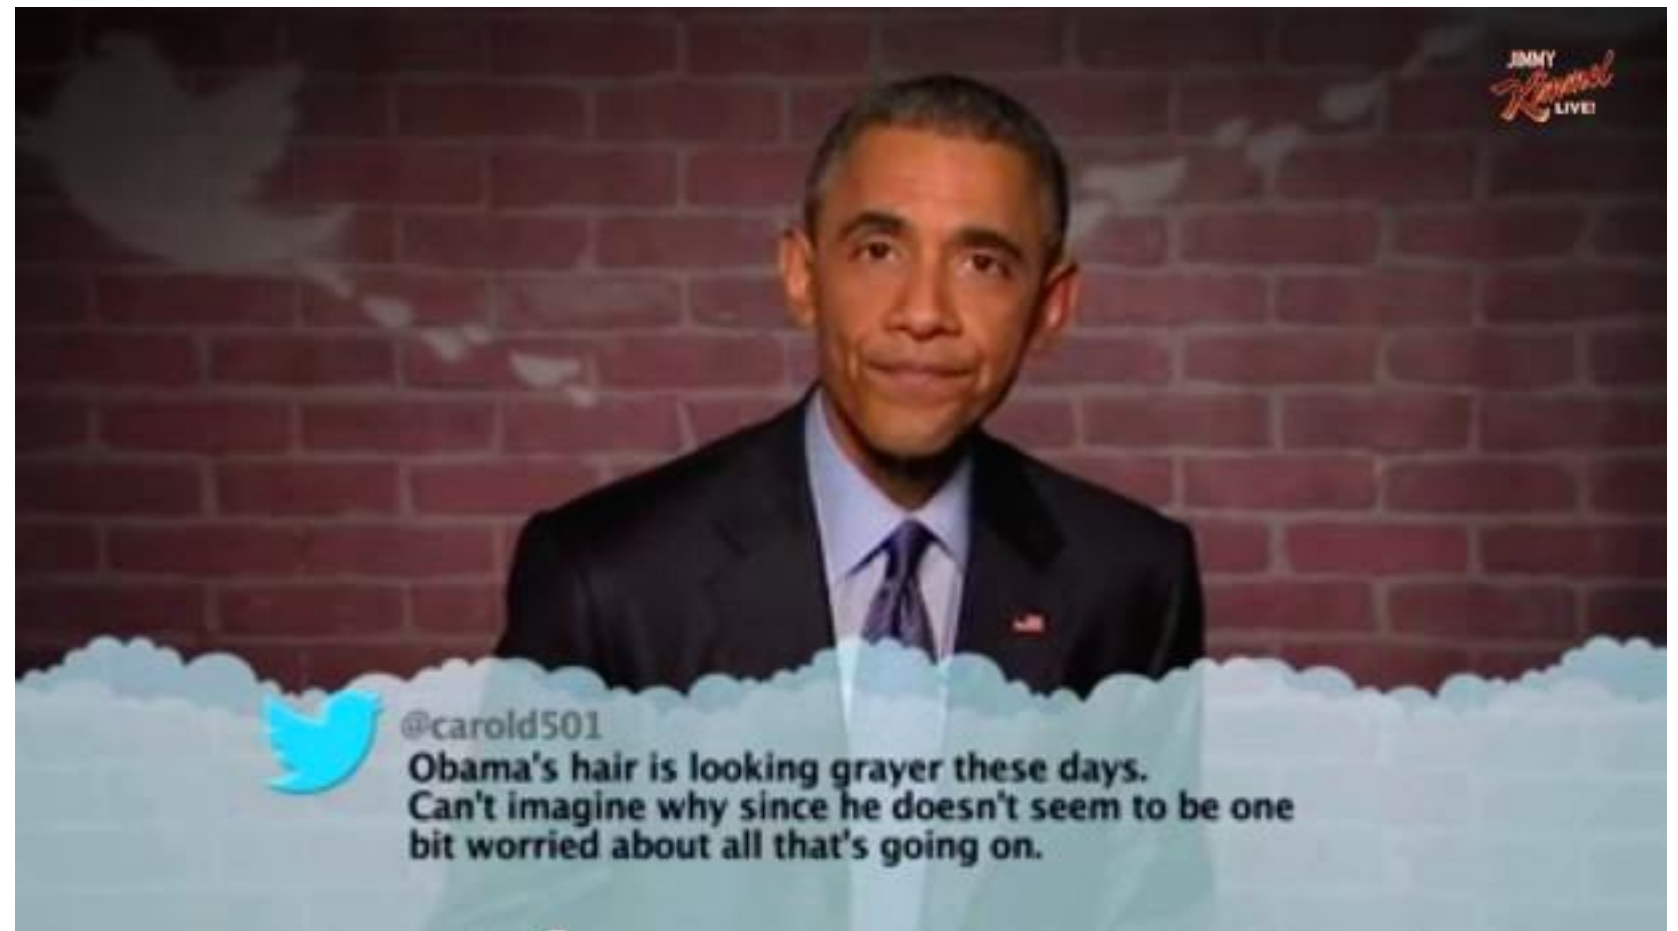 JIMMY
Kimmel
LIVE!
@carold501
Obama's hair is looking grayer these days.
Can't imagine why since he doesn't seem to be one
bit worried about all that's going on.